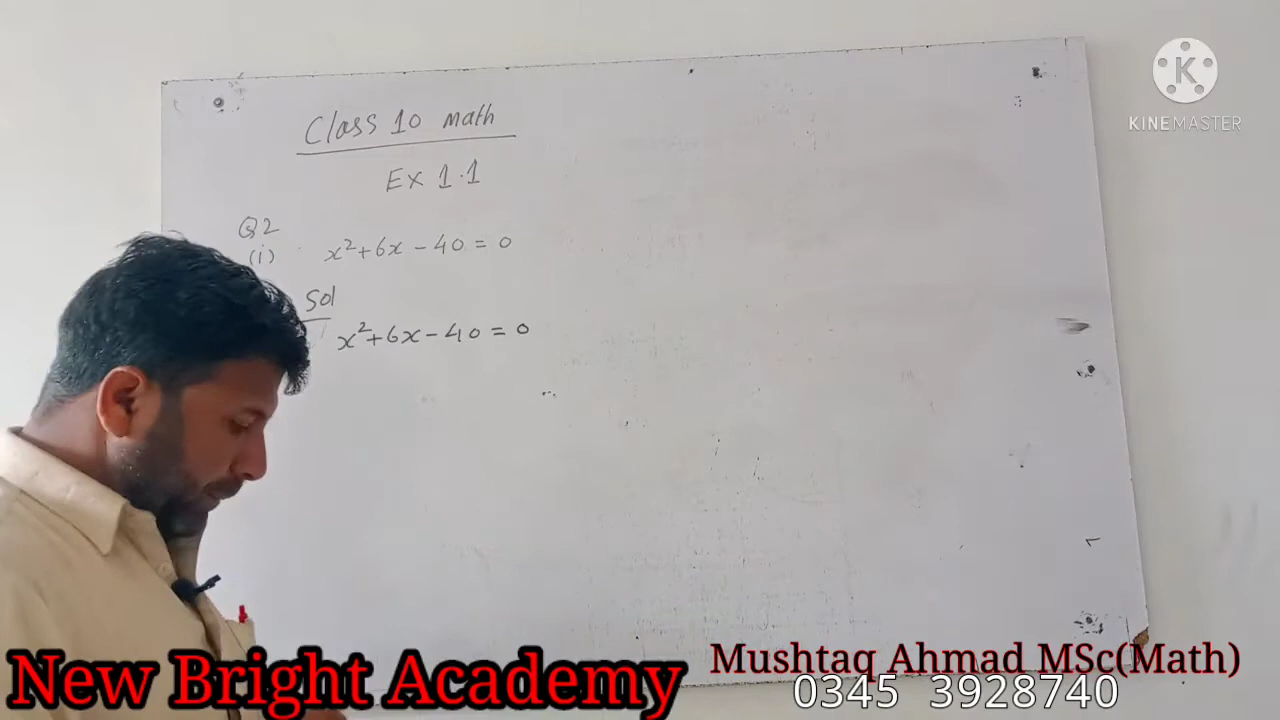 Class 10 math
Ex 1.1
Q2
(i) x²+6x-40=0
Sol
x²+6x-40=0
KINEMASTER
New Bright Academy
Mushtaq Ahmad MSc(Math)
0345 3928740